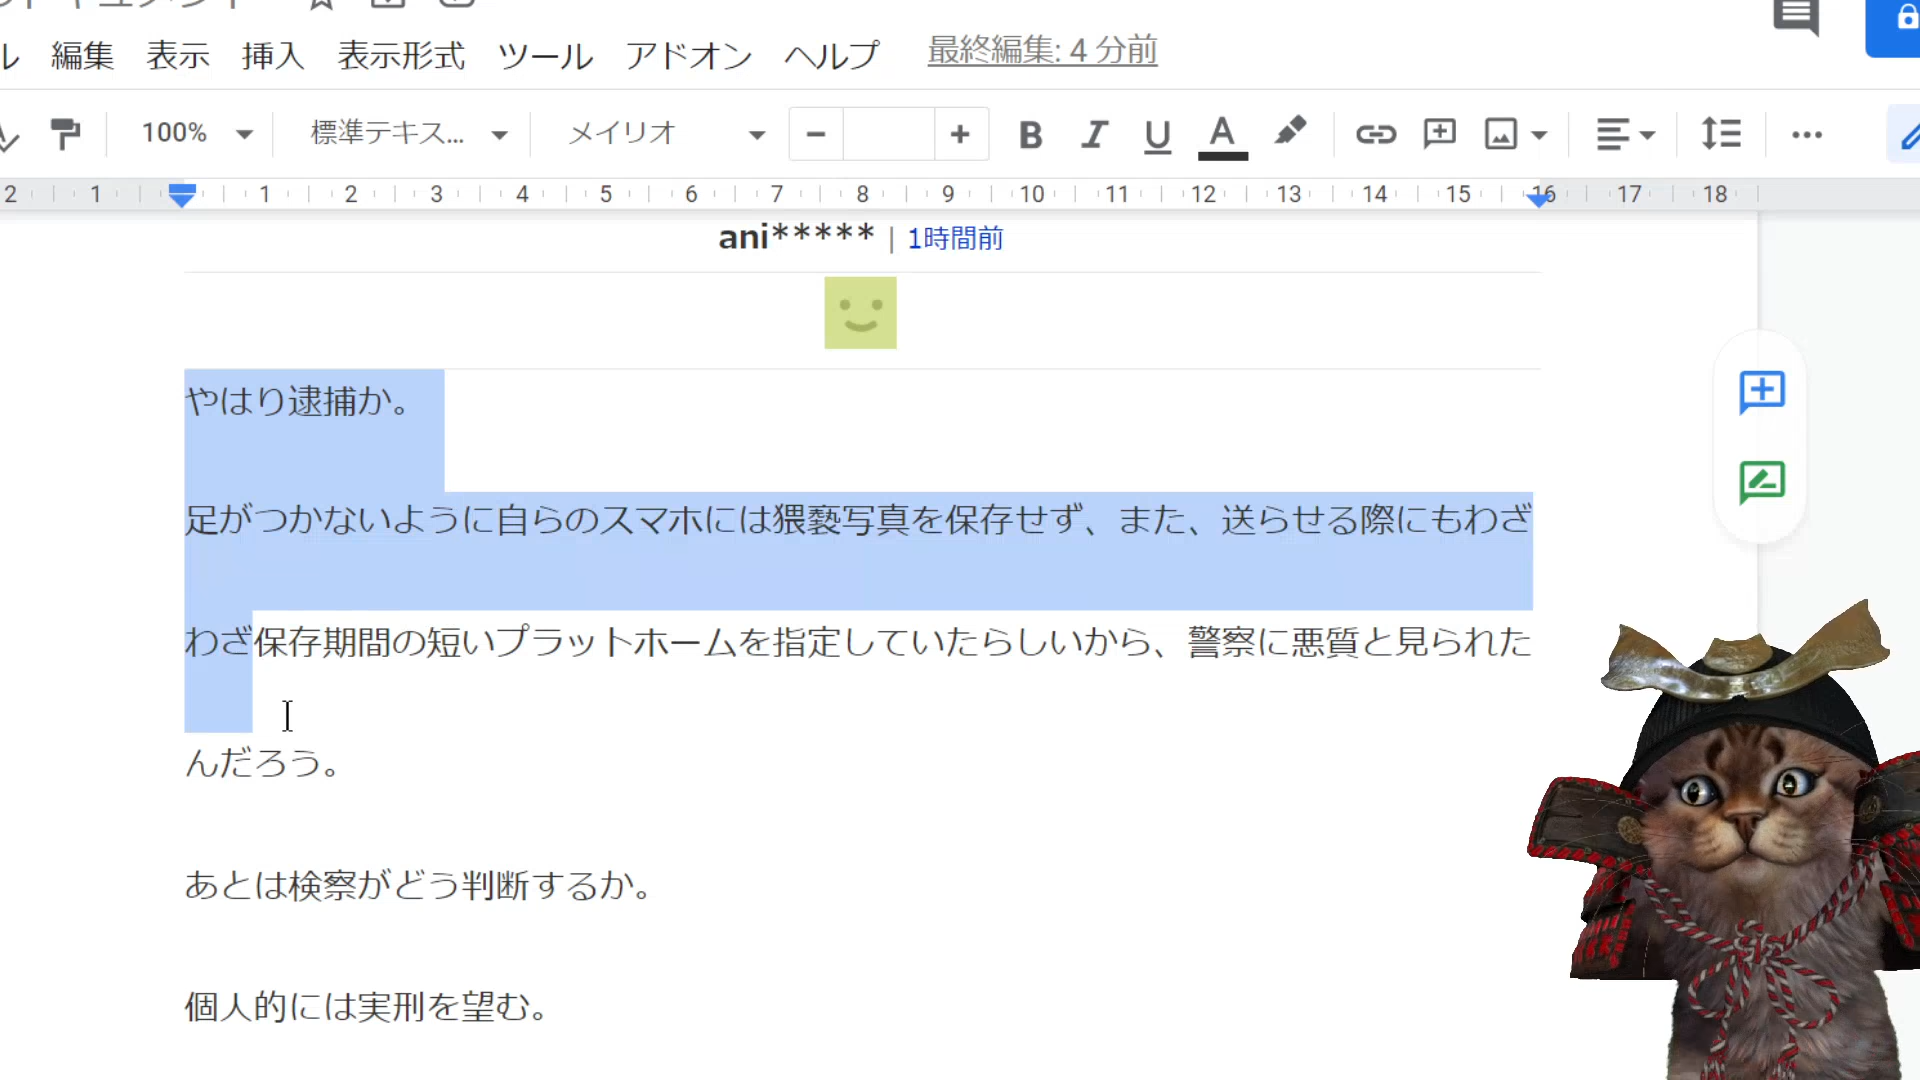 ル 編集 表示 挿入 表示形式 ツール アドオン ヘルプ 最終編集: 4 分前
100% 標準テキス... メイリオ − + B I U A
2 1 1 2 3 4 5 6 7 8 9 10 11 12 13 14 15 16 17 18
ani***** | 1時間前
やはり逮捕か。
足がつかないように自らのスマホには猥褻写真を保存せず、また、送らせる際にもわざ
わざ保存期間の短いプラットホームを指定していたらしいから、警察に悪質と見られた
んだろう。
あとは検察がどう判断するか。
個人的には実刑を望む。